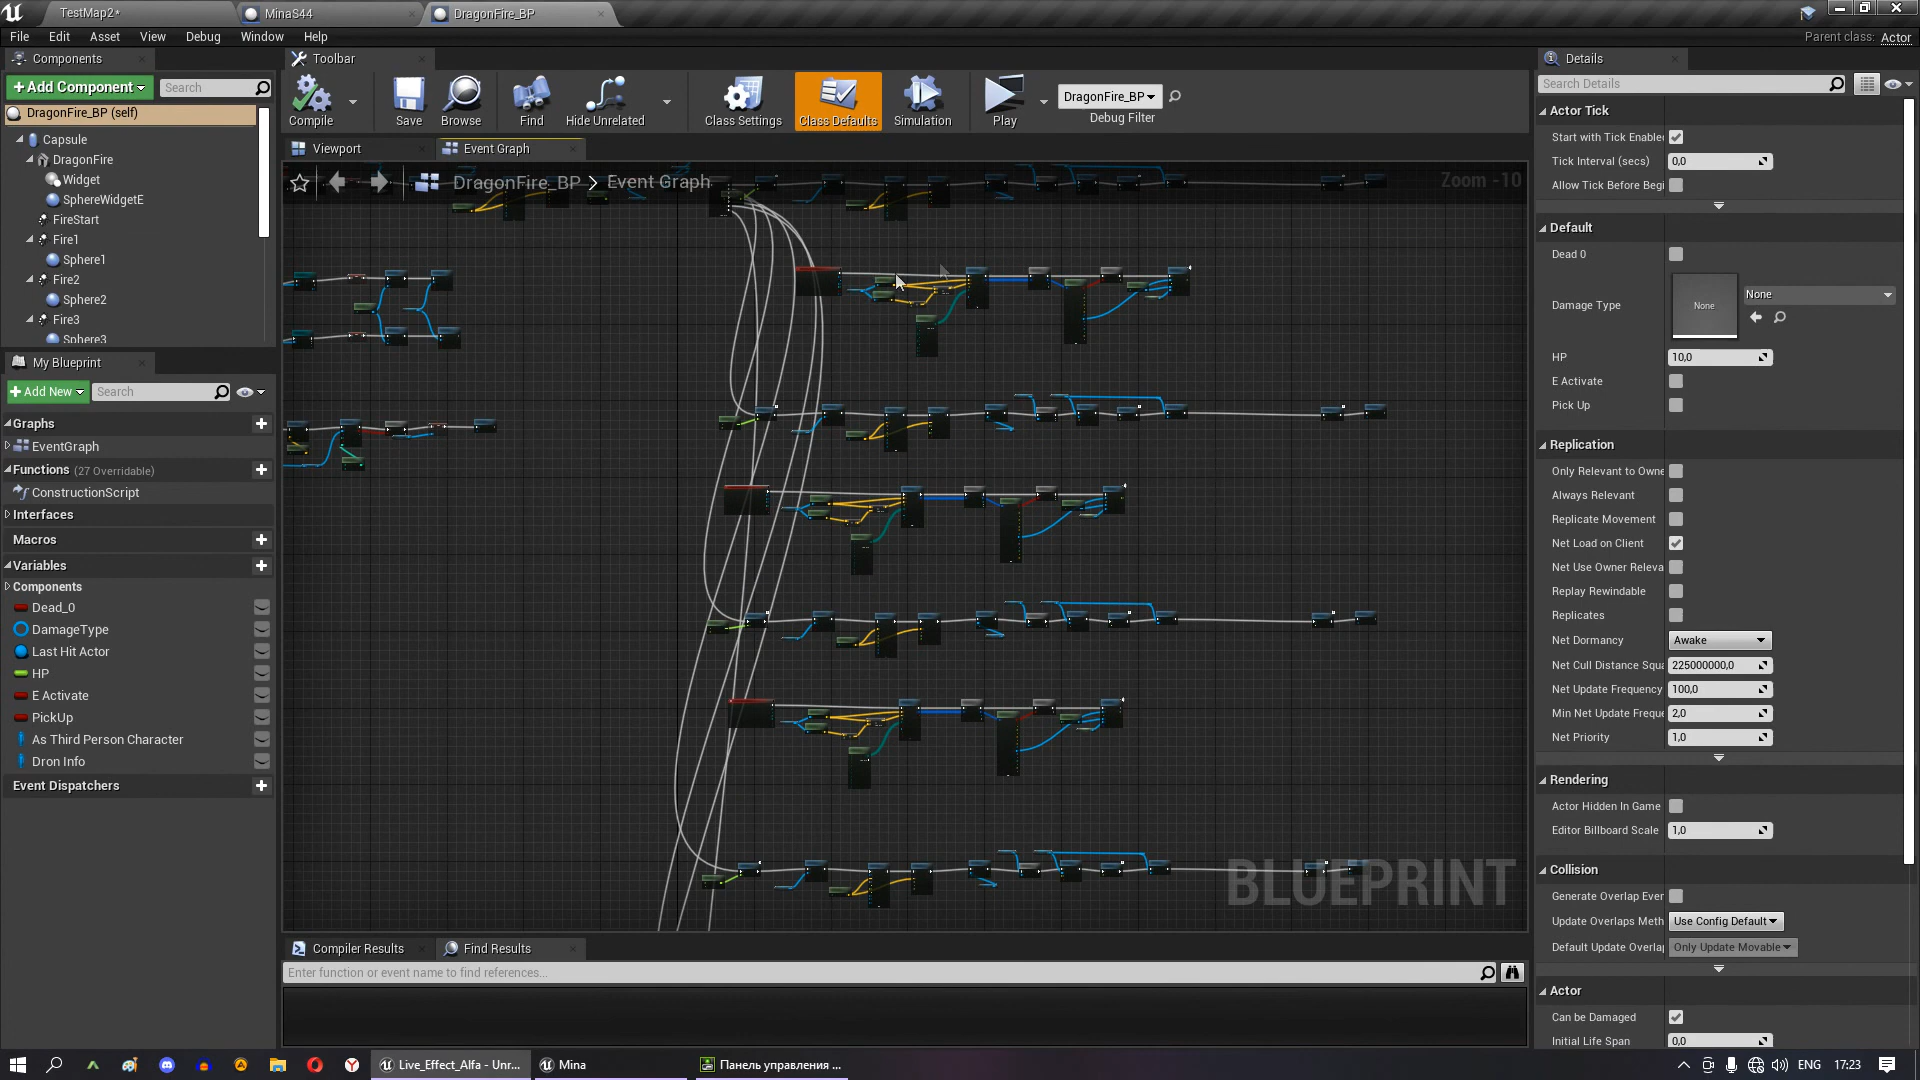 TestMap2*
MinaS44
DragonFire_BP
File Edit Asset View Debug Window Help
Parent class: Actor
Components
Toolbar
Details
+Add Component
Search
Search Details
DragonFire_BP (self)
Compile
Save
Browse
Find
Hide Unrelated
Class Settings
Class Defaults
Simulation
Play
DragonFire_BP
Debug Filter
Capsule
DragonFire
Widget
SphereWidgetE
FireStart
Fire1
Sphere1
Fire2
Sphere2
Fire3
Sphere3
Viewport
Event Graph
DragonFire_BP > Event Graph
Zoom -10
BLUEPRINT
My Blueprint
+Add New
Search
Graphs
EventGraph
Functions (27 Overridable)
ConstructionScript
Interfaces
Macros
Variables
Components
Dead_0
DamageType
Last Hit Actor
HP
E Activate
PickUp
As Third Person Character
Dron Info
Event Dispatchers
Compiler Results
Find Results
Enter function or event name to find references...
Actor Tick
Start with Tick Enable
Tick Interval (secs) 0,0
Allow Tick Before Begi
Default
Dead 0
Damage Type None None
HP 10,0
E Activate
Pick Up
Replication
Only Relevant to Owne
Always Relevant
Replicate Movement
Net Load on Client
Net Use Owner Releva
Replay Rewindable
Replicates
Net Dormancy Awake
Net Cull Distance Squa 225000000,0
Net Update Frequency 100,0
Min Net Update Freque 2,0
Net Priority 1,0
Rendering
Actor Hidden In Game
Editor Billboard Scale 1,0
Collision
Generate Overlap Even
Update Overlaps Meth Use Config Default
Default Update Overlap Only Update Movable
Actor
Can be Damaged
Initial Life Span 0,0
Live_Effect_Alfa - Unr...
Mina
Панель управления ...
ENG
17:23